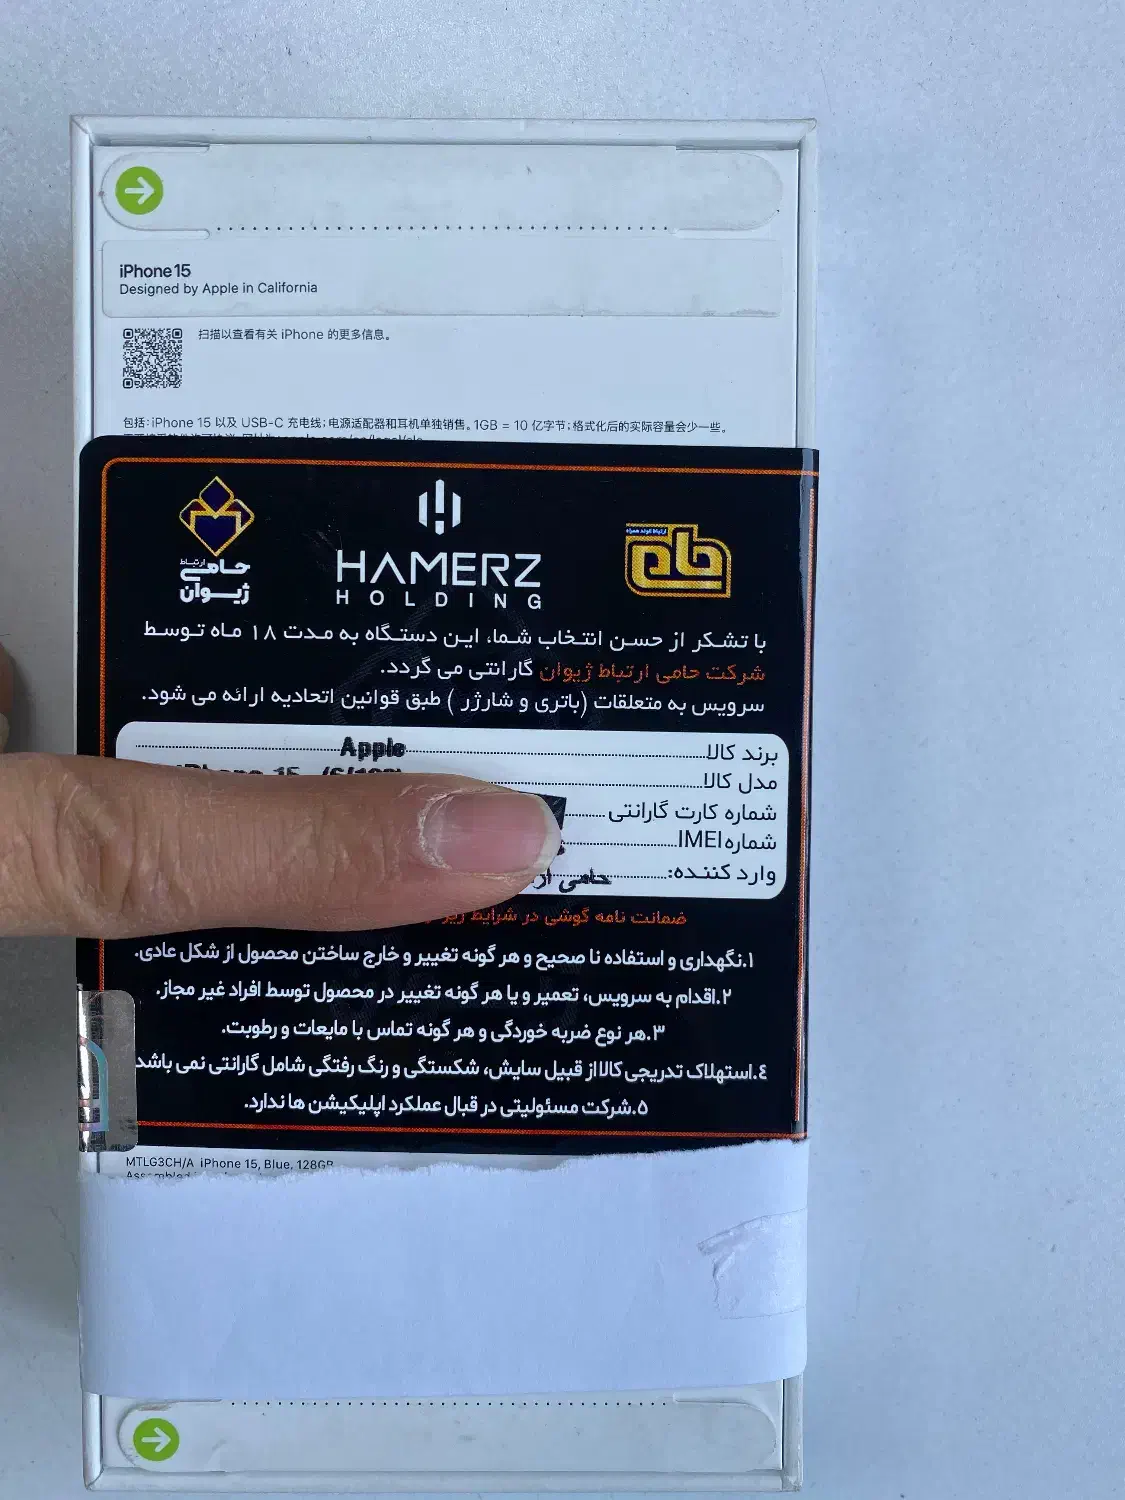 iPhone 15
Designed by Apple in California
扫描以查看有关 iPhone 的更多信息。
包括：iPhone 15 以及 USB-C 充电线；电源适配器和耳机单独销售。1GB = 10 亿字节；格式化后的实际容量会少一些。
حامی
ارتباط
ژیوان
HAMERZ
HOLDING
ارتباط گوند همراه
حام
با تشکر از حسن انتخاب شما، این دستگاه به مدت ۱۸ ماه توسط
شرکت حامی ارتباط ژیوان گارانتی می گردد.
سرویس به متعلقات (باتری و شارژر ) طبق قوانین اتحادیه ارائه می شود.
برند کالا Apple
مدل کالا iPhone 15
شماره کارت گارانتی
شماره IMEI
وارد کننده: حامی
ضمانت نامه گوشی در شرایط زیر
۱.نگهداری و استفاده نا صحیح و هر گونه تغییر و خارج ساختن محصول از شکل عادی.
۲.اقدام به سرویس، تعمیر و یا هر گونه تغییر در محصول توسط افراد غیر مجاز.
۳.هر نوع ضربه خوردگی و هر گونه تماس با مایعات و رطوبت.
٤.استهلاک تدریجی کالا از قبیل سایش، شکستگی و رنگ رفتگی شامل گارانتی نمی باشد
۵.شرکت مسئولیتی در قبال عملکرد اپلیکیشن ها ندارد.
MTLG3CH/A iPhone 15, Blue, 128GB
Assembled